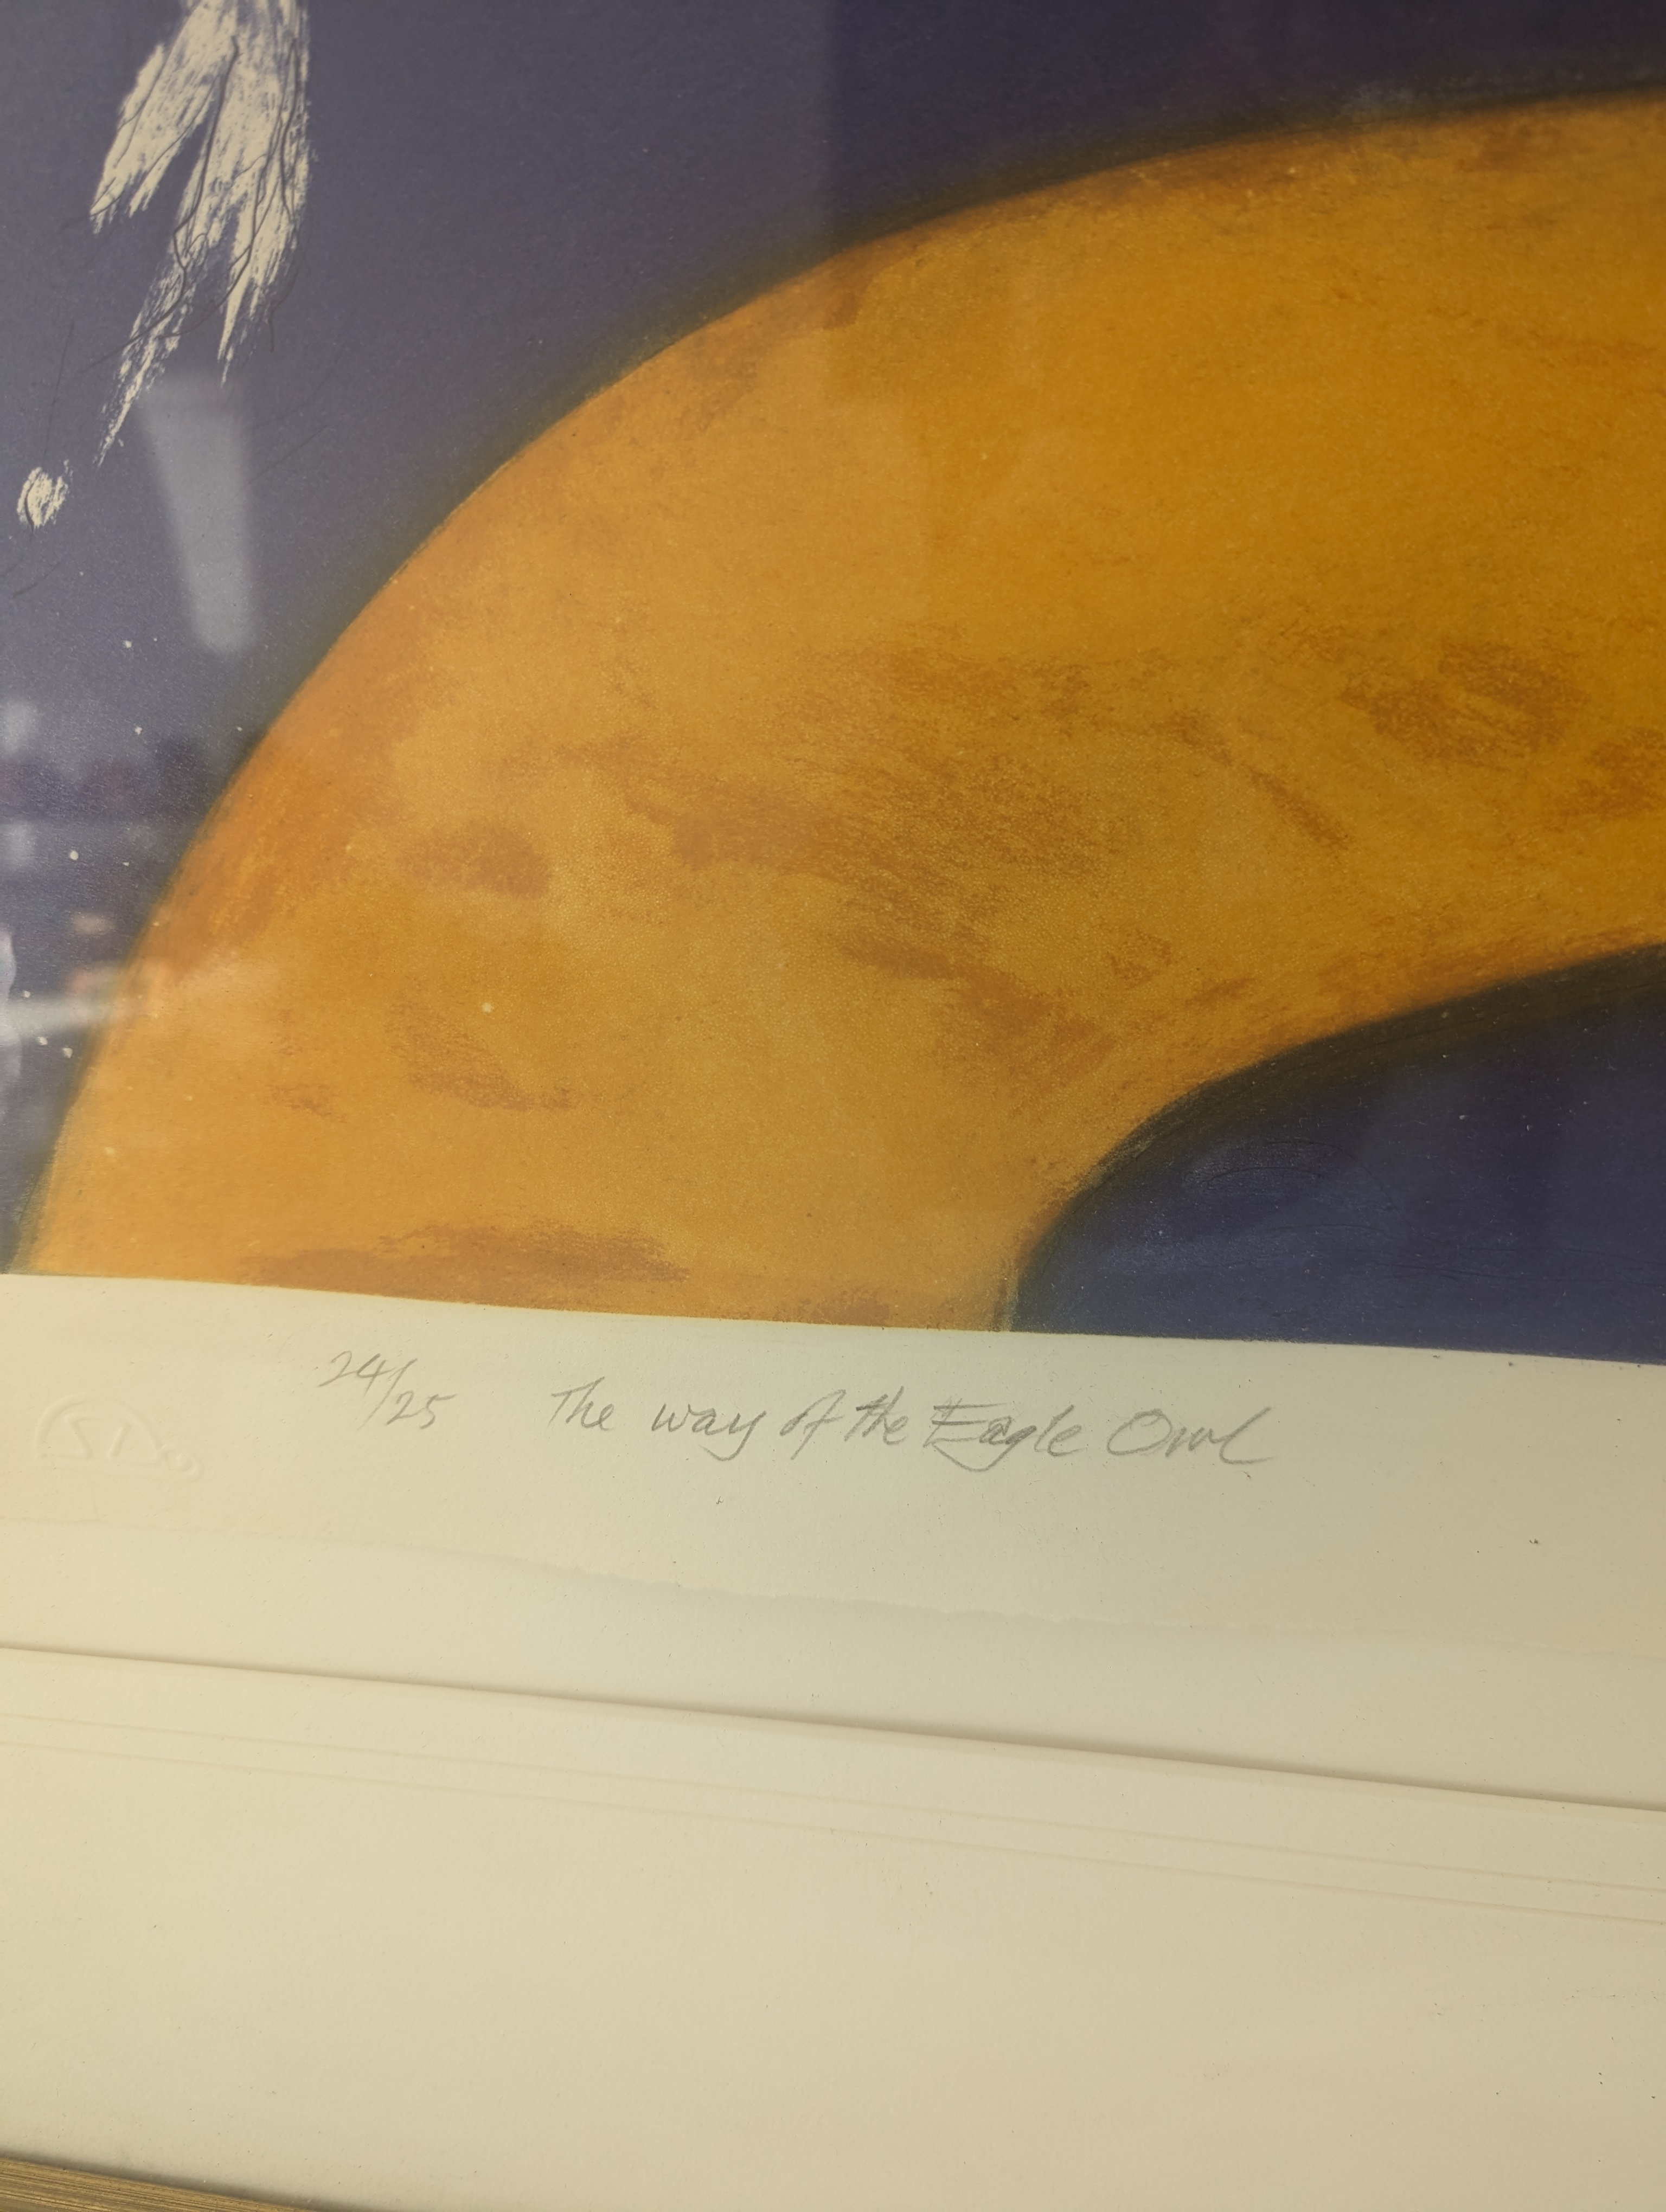 24/25 The way of the Eagle Owl